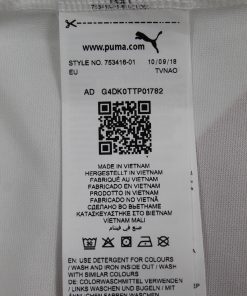 www.puma.com
STYLE NO. 753416-01 10/09/18
EU TVNAO
AD G4DK0TTP01782
MADE IN VIETNAM
HERGESTELLT IN VIETNAM
FABRIQUÉ AU VIETNAM
FABRICADO EN VIETNAM
PRODOTTO IN VIETNAM
FABRICADO NO VIETNAM
СДЕЛАНО ВО ВЬЕТНАМЕ
ΚΑΤΑΣΚΕΥΑΣΤΗΚΕ ΣΤΟ ΒΙΕΤΝΑΜ
صنع في فيتنام
EN: USE DETERGENT FOR COLOURS
/ WASH AND IRON INSIDE OUT / WASH
WITH SIMILAR COLOURS
DE: COLORWASCHMITTEL VERWENDEN
/ LINKS WASCHEN UND BÜGELN / MIT